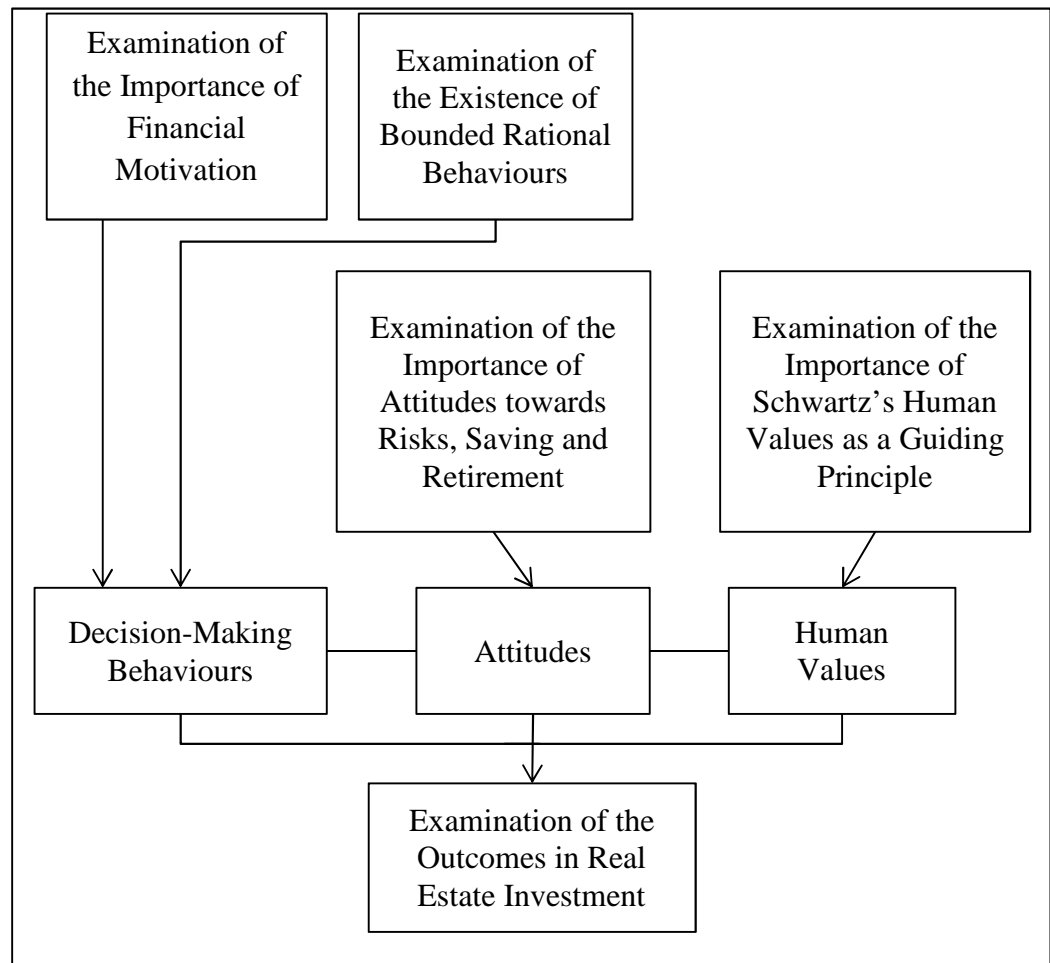 Examination of
the Importance of
Financial
Motivation
Examination of
the Existence of
Bounded Rational
Behaviours
Examination of the
Importance of
Attitudes towards
Risks, Saving and
Retirement
Examination of the
Importance of
Schwartz’s Human
Values as a Guiding
Principle
Decision-Making
Behaviours
Attitudes
Human
Values
Examination of the
Outcomes in Real
Estate Investment